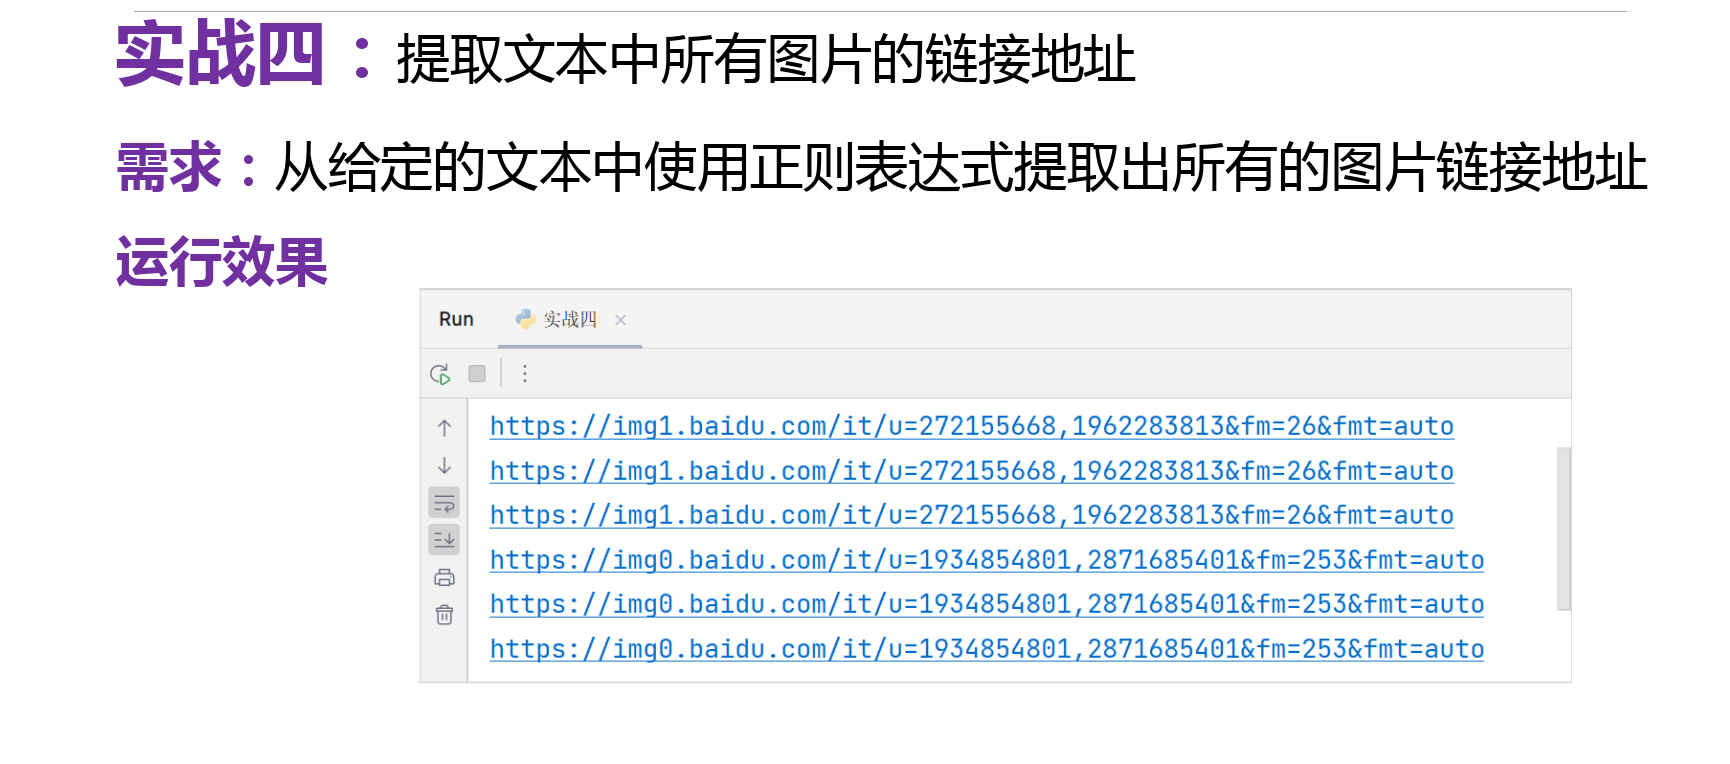 实战四：提取文本中所有图片的链接地址
需求：从给定的文本中使用正则表达式提取出所有的图片链接地址
运行效果
Run 实战四
https://img1.baidu.com/it/u=272155668,1962283813&fm=26&fmt=auto
https://img1.baidu.com/it/u=272155668,1962283813&fm=26&fmt=auto
https://img1.baidu.com/it/u=272155668,1962283813&fm=26&fmt=auto
https://img0.baidu.com/it/u=1934854801,2871685401&fm=253&fmt=auto
https://img0.baidu.com/it/u=1934854801,2871685401&fm=253&fmt=auto
https://img0.baidu.com/it/u=1934854801,2871685401&fm=253&fmt=auto